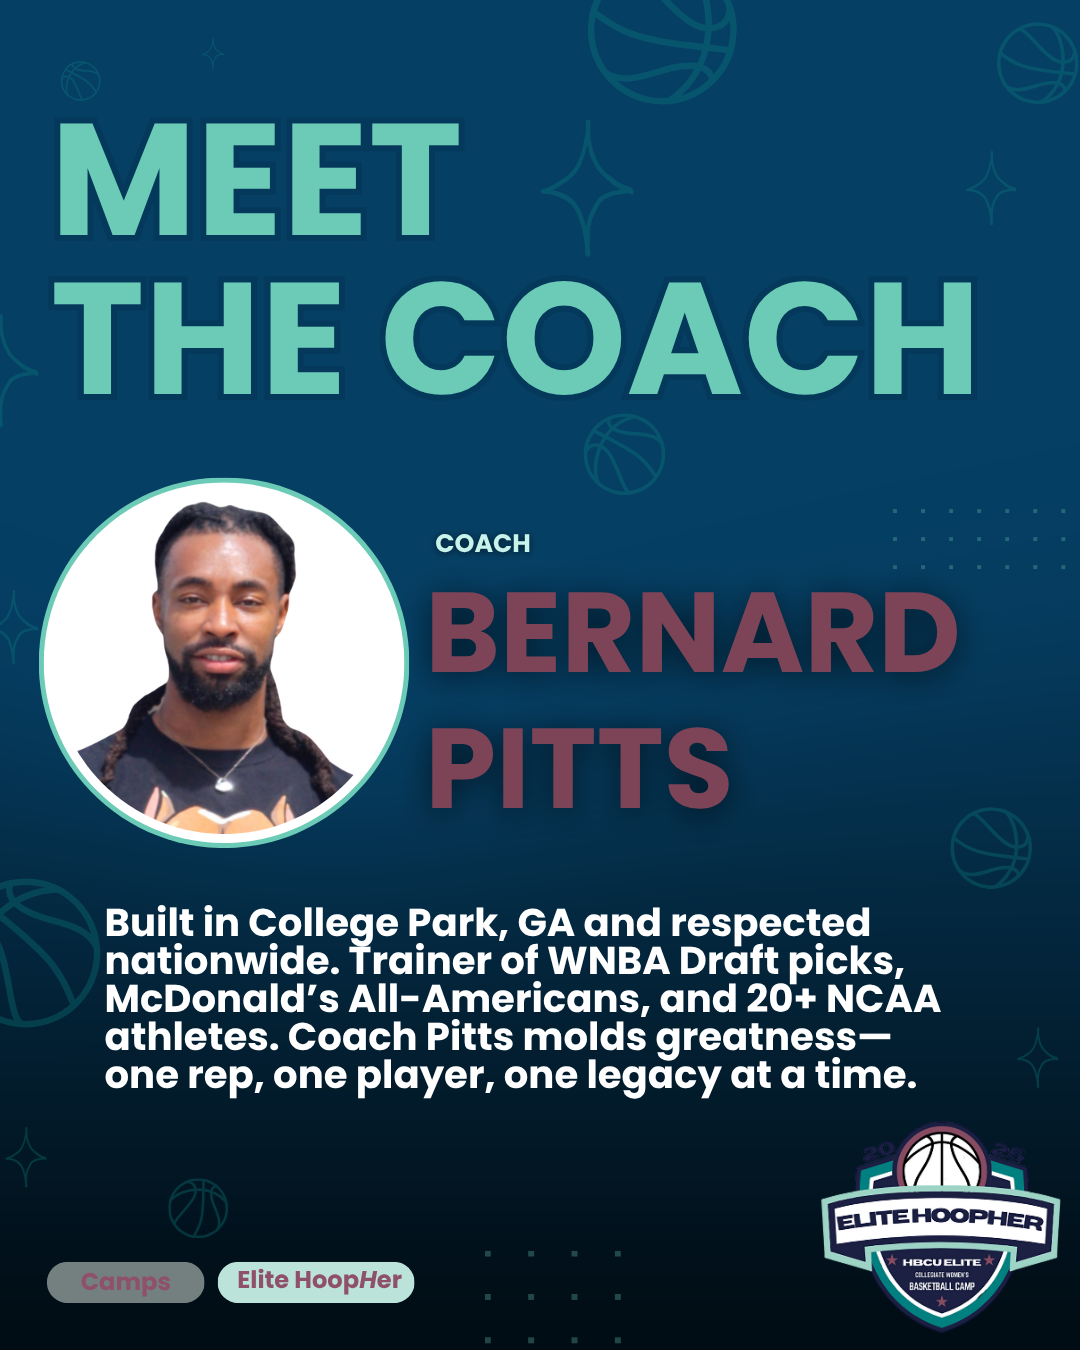 MEET
THE COACH
COACH
BERNARD
PITTS
Built in College Park, GA and respected
nationwide. Trainer of WNBA Draft picks,
McDonald’s All-Americans, and 20+ NCAA
athletes. Coach Pitts molds greatness—
one rep, one player, one legacy at a time.
20 25
ELITE HOOPHER
HBCU ELITE
COLLEGIATE WOMEN'S
BASKETBALL CAMP
Camps
Elite HoopHer